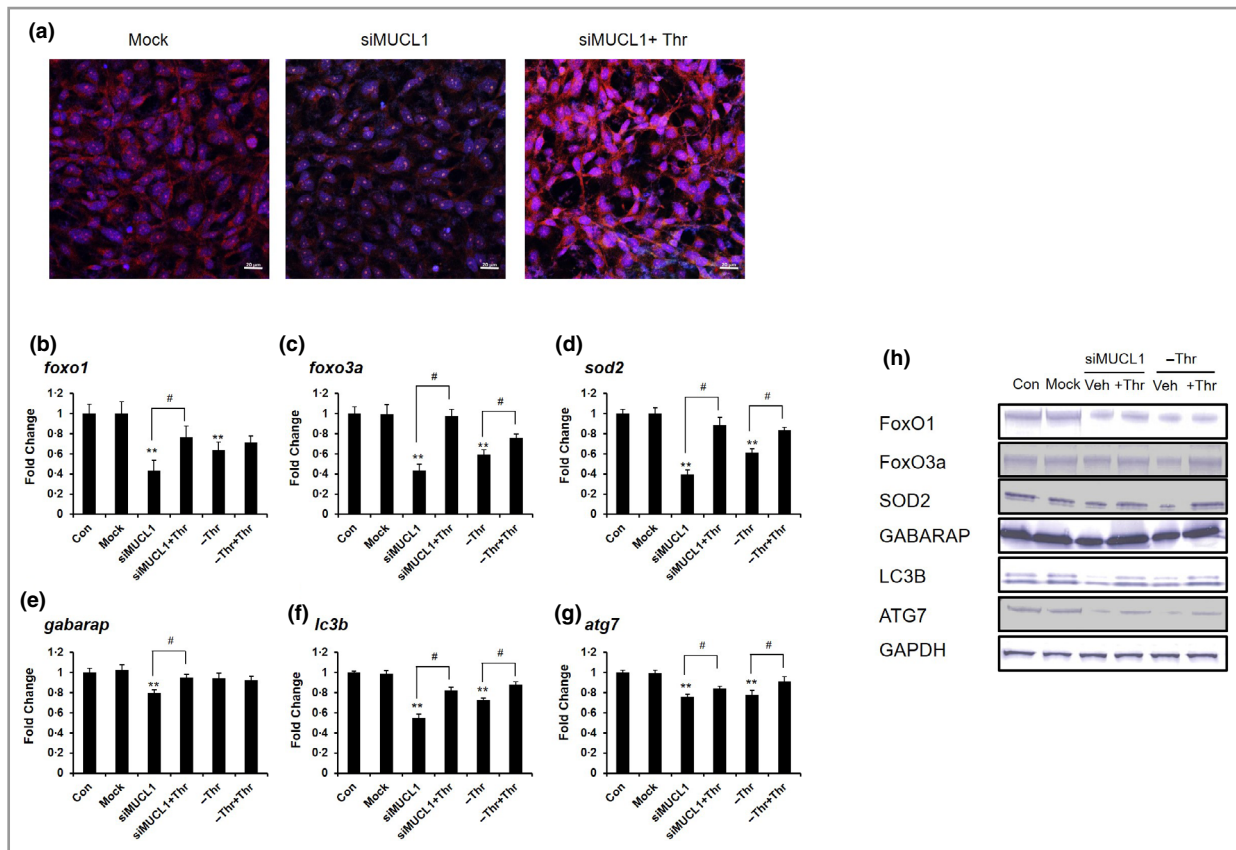 (a)
Mock siMUCL1 siMUCL1+ Thr
20 µm 20 µm 20 µm
(b)
foxo1
Fold Change
1·2
1
0·8
0·6
0·4
0·2
0
** # **
Con Mock siMUCL1 siMUCL1+Thr –Thr –Thr+Thr
(c)
foxo3a
Fold Change
1·2
1
0·8
0·6
0·4
0·2
0
** # ** #
Con Mock siMUCL1 siMUCL1+Thr –Thr –Thr+Thr
(d)
sod2
Fold Change
1·2
1
0·8
0·6
0·4
0·2
0
** # ** #
Con Mock siMUCL1 siMUCL1+Thr –Thr –Thr+Thr
(e)
gabarap
Fold Change
1·2
1
0·8
0·6
0·4
0·2
0
** #
Con Mock siMUCL1 siMUCL1+Thr –Thr –Thr+Thr
(f)
lc3b
Fold Change
1·2
1
0·8
0·6
0·4
0·2
0
** # ** #
Con Mock siMUCL1 siMUCL1+Thr –Thr –Thr+Thr
(g)
atg7
Fold Change
1·2
1
0·8
0·6
0·4
0·2
0
** # ** #
Con Mock siMUCL1 siMUCL1+Thr –Thr –Thr+Thr
(h)
siMUCL1 –Thr
Con Mock Veh +Thr Veh +Thr
FoxO1
FoxO3a
SOD2
GABARAP
LC3B
ATG7
GAPDH